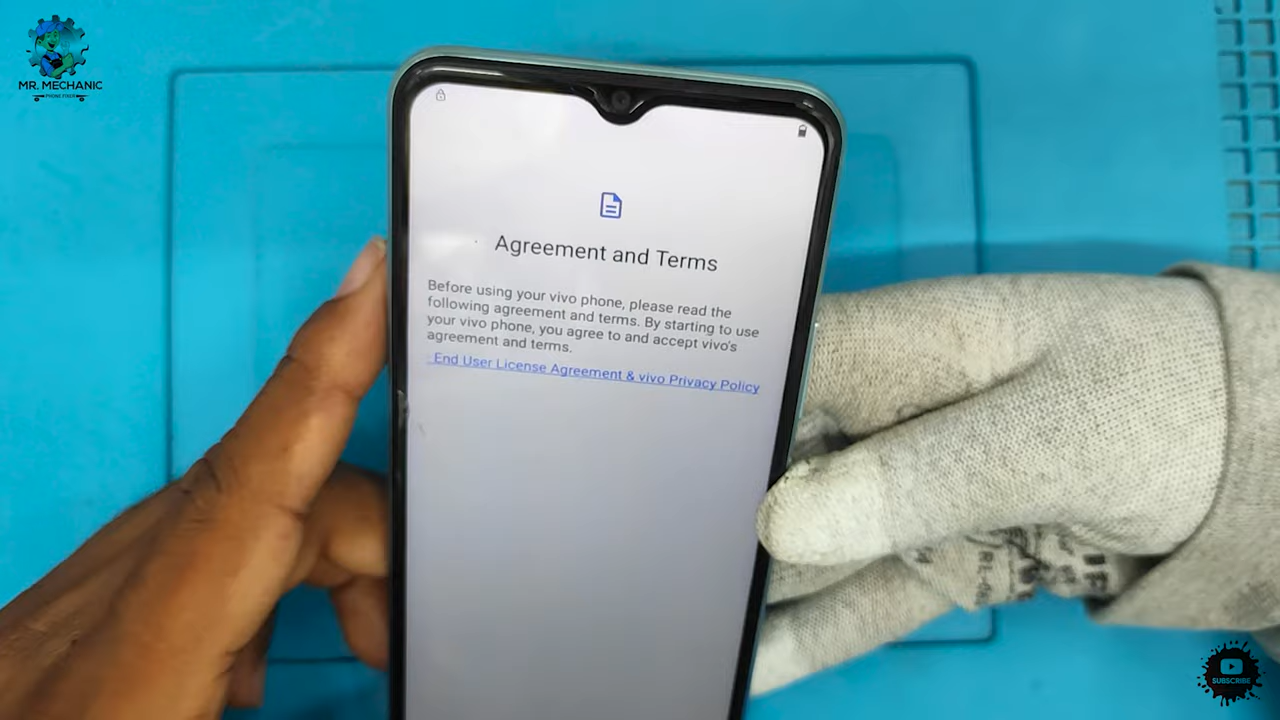 MR. MECHANIC
PHONE FIXER
Agreement and Terms
Before using your vivo phone, please read the
following agreement and terms. By starting to use
your vivo phone, you agree to and accept vivo's
agreement and terms.
End User License Agreement & vivo Privacy Policy
SUBSCRIBE